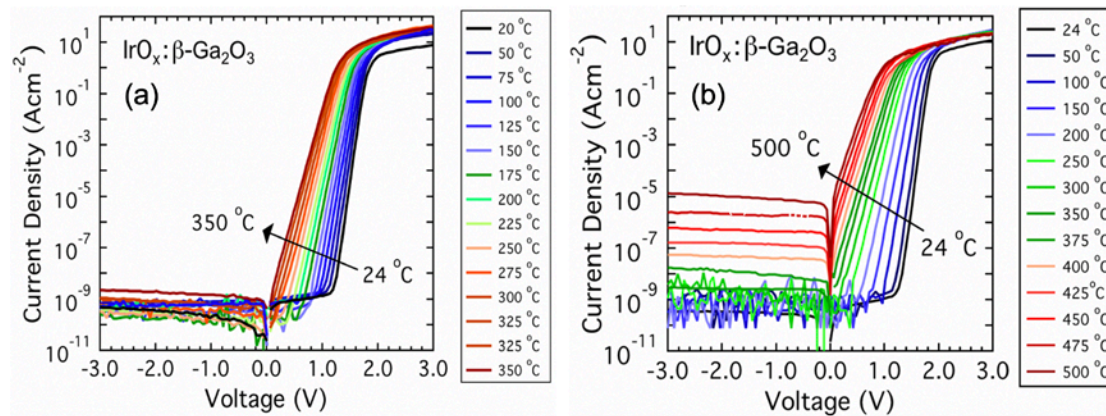 Current Density (Acm⁻²)
10¹
10⁻¹
10⁻³
10⁻⁵
10⁻⁷
10⁻⁹
10⁻¹¹
IrOₓ:β-Ga₂O₃
(a)
350 °C
24 °C
-3.0 -2.0 -1.0 0.0 1.0 2.0 3.0
Voltage (V)
20 °C
50 °C
75 °C
100 °C
125 °C
150 °C
175 °C
200 °C
225 °C
250 °C
275 °C
300 °C
325 °C
325 °C
350 °C
Current Density (Acm⁻²)
10¹
10⁻¹
10⁻³
10⁻⁵
10⁻⁷
10⁻⁹
10⁻¹¹
IrOₓ:β-Ga₂O₃
(b)
500 °C
24 °C
-3.0 -2.0 -1.0 0.0 1.0 2.0 3.0
Voltage (V)
24 °C
50 °C
100 °C
150 °C
200 °C
250 °C
300 °C
350 °C
375 °C
400 °C
425°C
450 °C
475 °C
500 °C